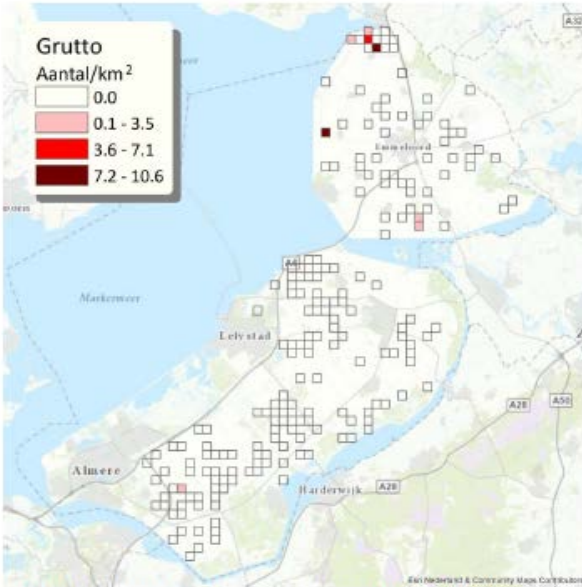 A32
Grutto
Aantal/km²
0.0
0.1 - 3.5
3.6 - 7.1
7.2 - 10.6
Emmeloord
A6
Markermeer
Lelystad
A50
A28
Almere
Harderwijk
A28
Esri Nederland & Community Maps Contributors